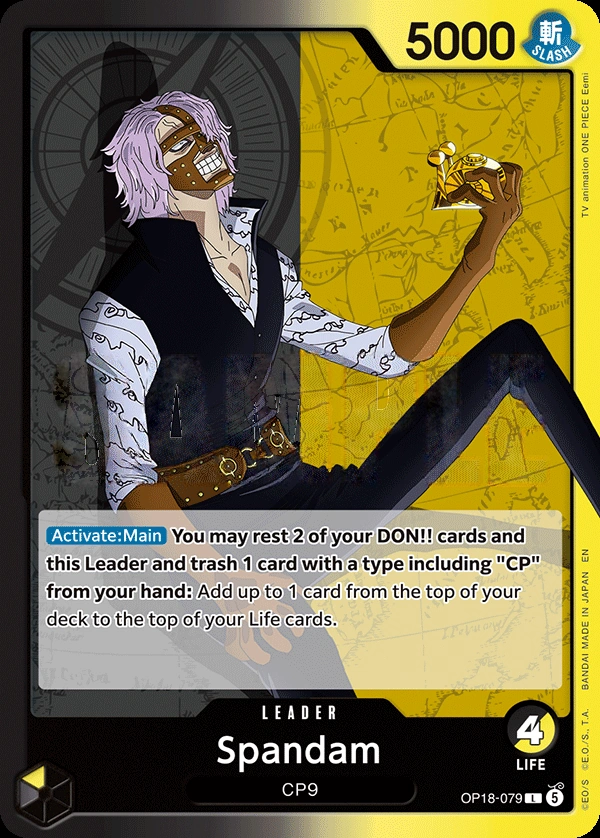 5000
斬
SLASH
TV animation ONE PIECE Eemi
Activate:Main You may rest 2 of your DON!! cards and
this Leader and trash 1 card with a type including "CP"
from your hand: Add up to 1 card from the top of your
deck to the top of your Life cards.
BANDAI MADE IN JAPAN EN
©E.O./S., T.A.
©EO/S
LEADER
Spandam
CP9
4
LIFE
OP18-079 L 5